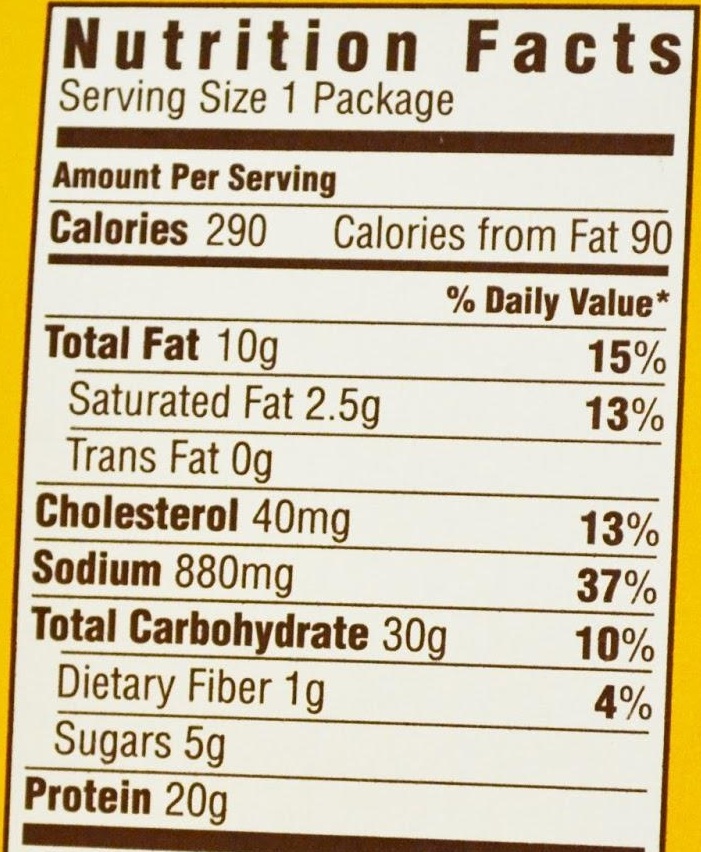 Nutrition Facts
Serving Size 1 Package
Amount Per Serving
Calories 290 Calories from Fat 90
% Daily Value*
Total Fat 10g 15%
Saturated Fat 2.5g 13%
Trans Fat 0g
Cholesterol 40mg 13%
Sodium 880mg 37%
Total Carbohydrate 30g 10%
Dietary Fiber 1g 4%
Sugars 5g
Protein 20g